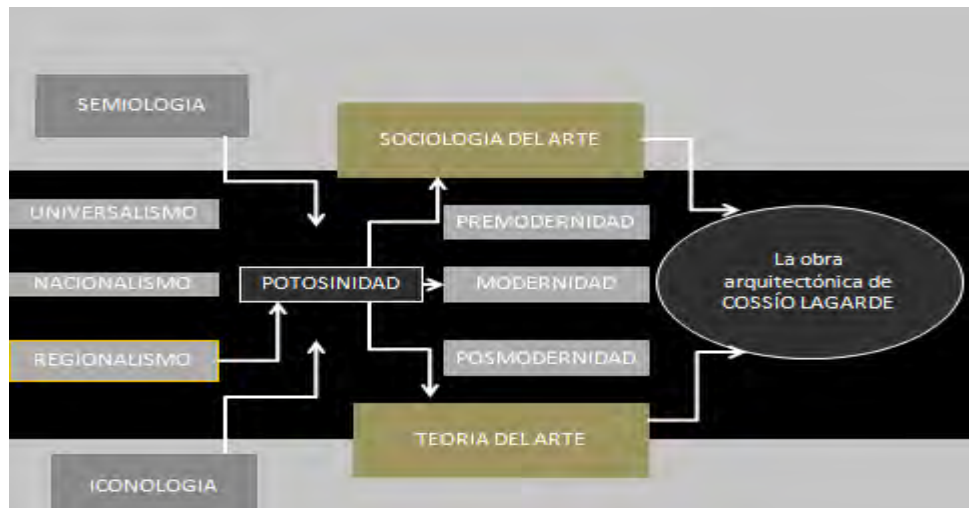 SEMIOLOGIA
SOCIOLOGIA DEL ARTE
UNIVERSALISMO
PREMODERNIDAD
NACIONALISMO
POTOSINIDAD
MODERNIDAD
La obra
arquitectónica de
COSSÍO LAGARDE
REGIONALISMO
POSMODERNIDAD
TEORIA DEL ARTE
ICONOLOGIA